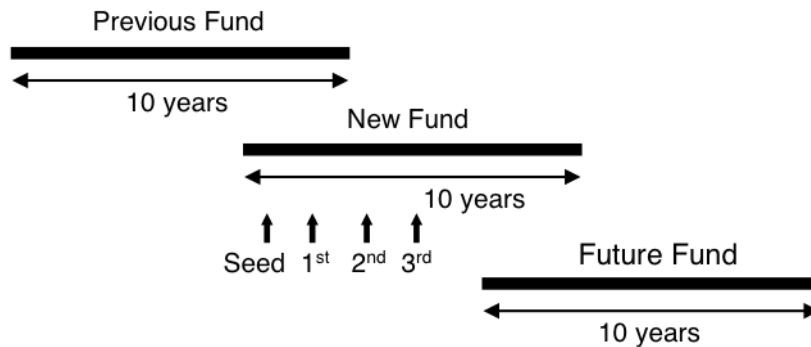 Previous Fund
10 years
New Fund
10 years
Seed 1st 2nd 3rd
Future Fund
10 years